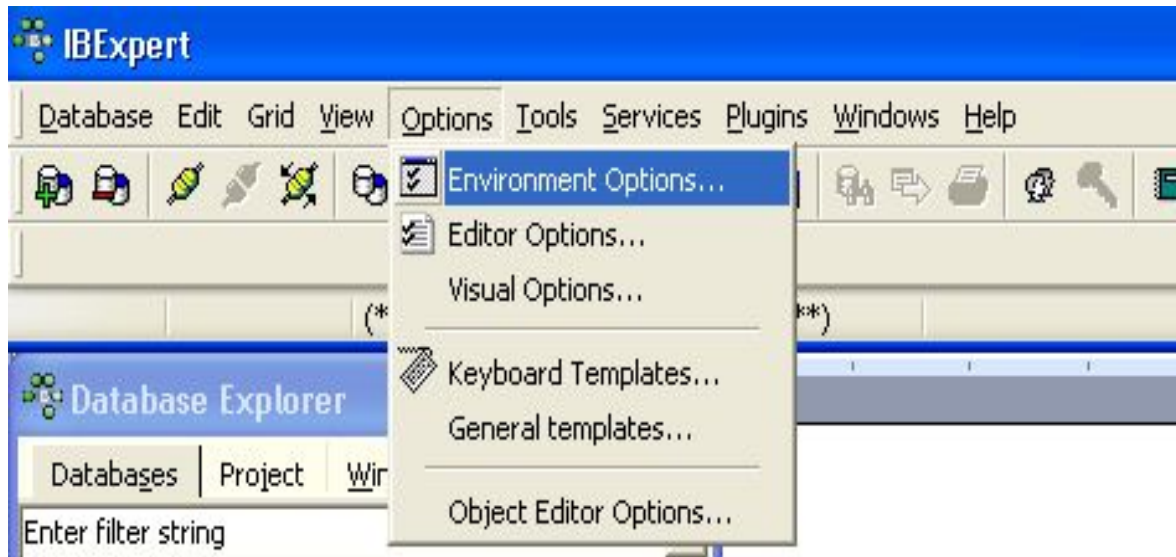 IBExpert
Database Edit Grid View Options Tools Services Plugins Windows Help
Environment Options...
Editor Options...
Visual Options...
(* **)
Keyboard Templates...
General templates...
Object Editor Options...
Database Explorer
Databases Project
Enter filter string